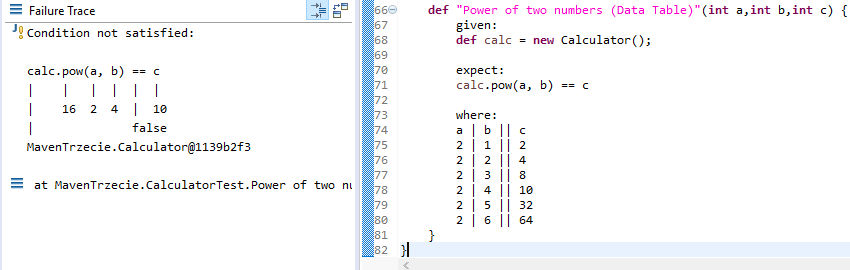 Failure Trace
Condition not satisfied:
calc.pow(a, b) == c
|    |   |  |  |  |
|    16  2  4  |  10
|              false
MavenTrzecie.Calculator@1139b2f3
at MavenTrzecie.CalculatorTest.Power of two nu
66 def "Power of two numbers (Data Table)"(int a,int b,int c) {
67 given:
68 def calc = new Calculator();
69
70 expect:
71 calc.pow(a, b) == c
72
73 where:
74 a | b || c
75 2 | 1 || 2
76 2 | 2 || 4
77 2 | 3 || 8
78 2 | 4 || 10
79 2 | 5 || 32
80 2 | 6 || 64
81 }
82 }